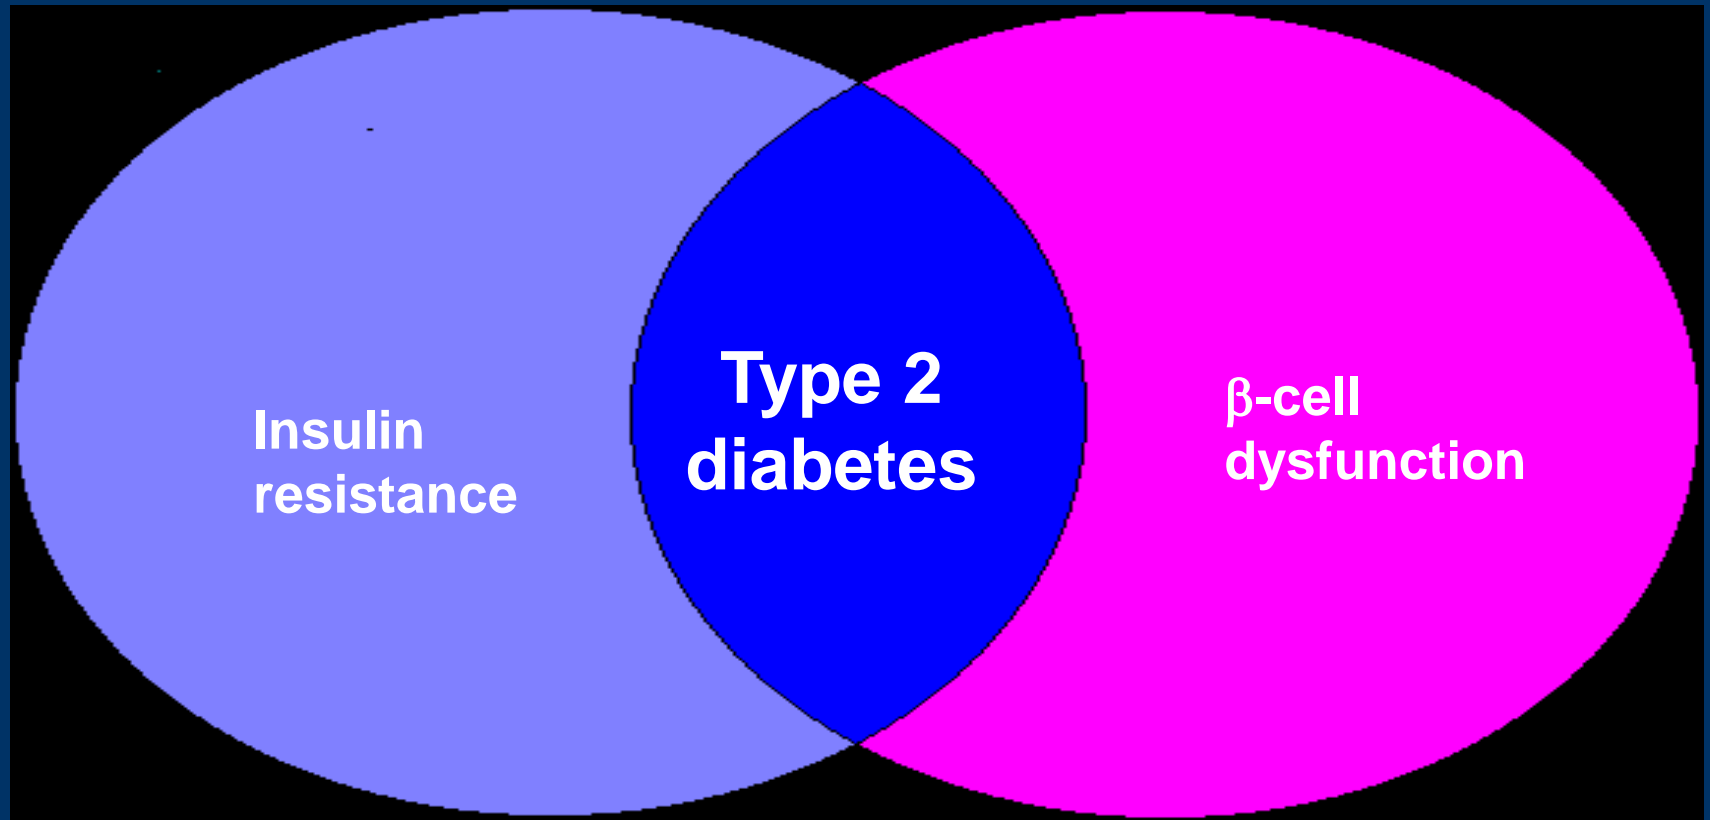 Insulin
resistance
Type 2
diabetes
β-cell
dysfunction